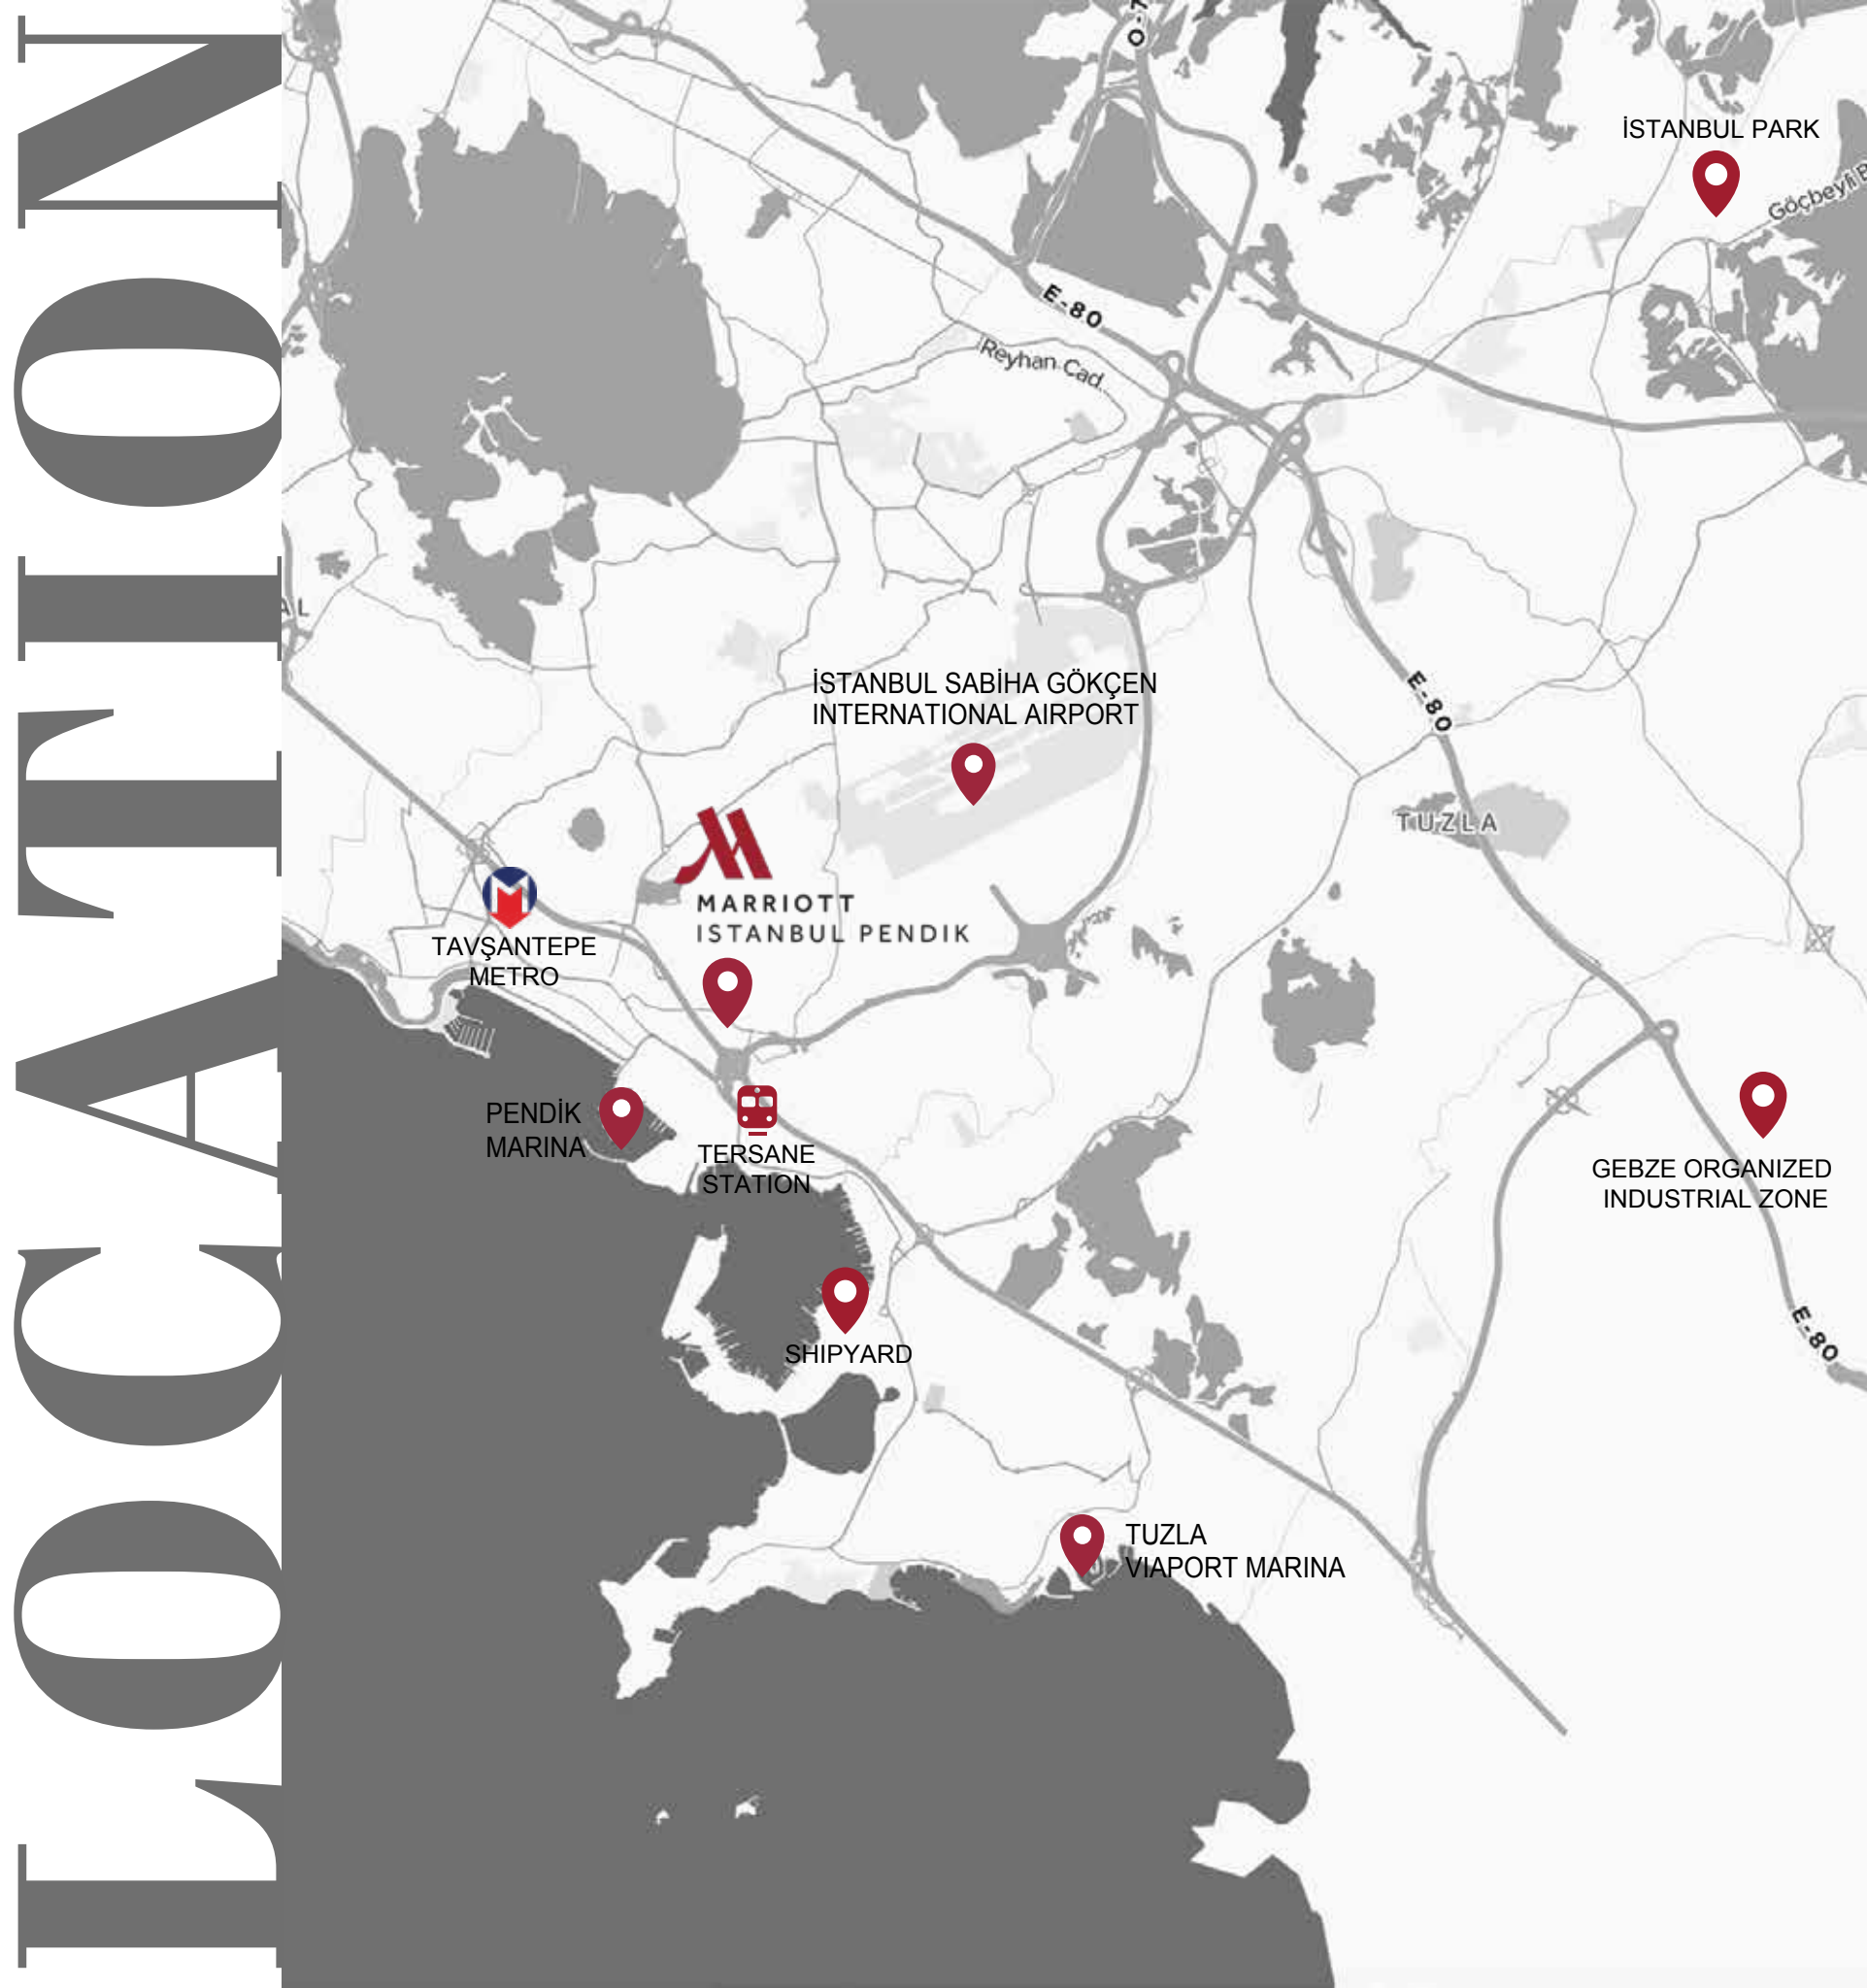 LOCATION
O-7
İSTANBUL PARK
E-80
Reyhan Cad.
AL
İSTANBUL SABİHA GÖKÇEN
INTERNATIONAL AIRPORT
E-80
TUZLA
MARRIOTT
ISTANBUL PENDIK
TAVŞANTEPE
METRO
PENDİK
MARINA
TERSANE
STATION
GEBZE ORGANIZED
INDUSTRIAL ZONE
E-80
SHIPYARD
TUZLA
VIAPORT MARINA